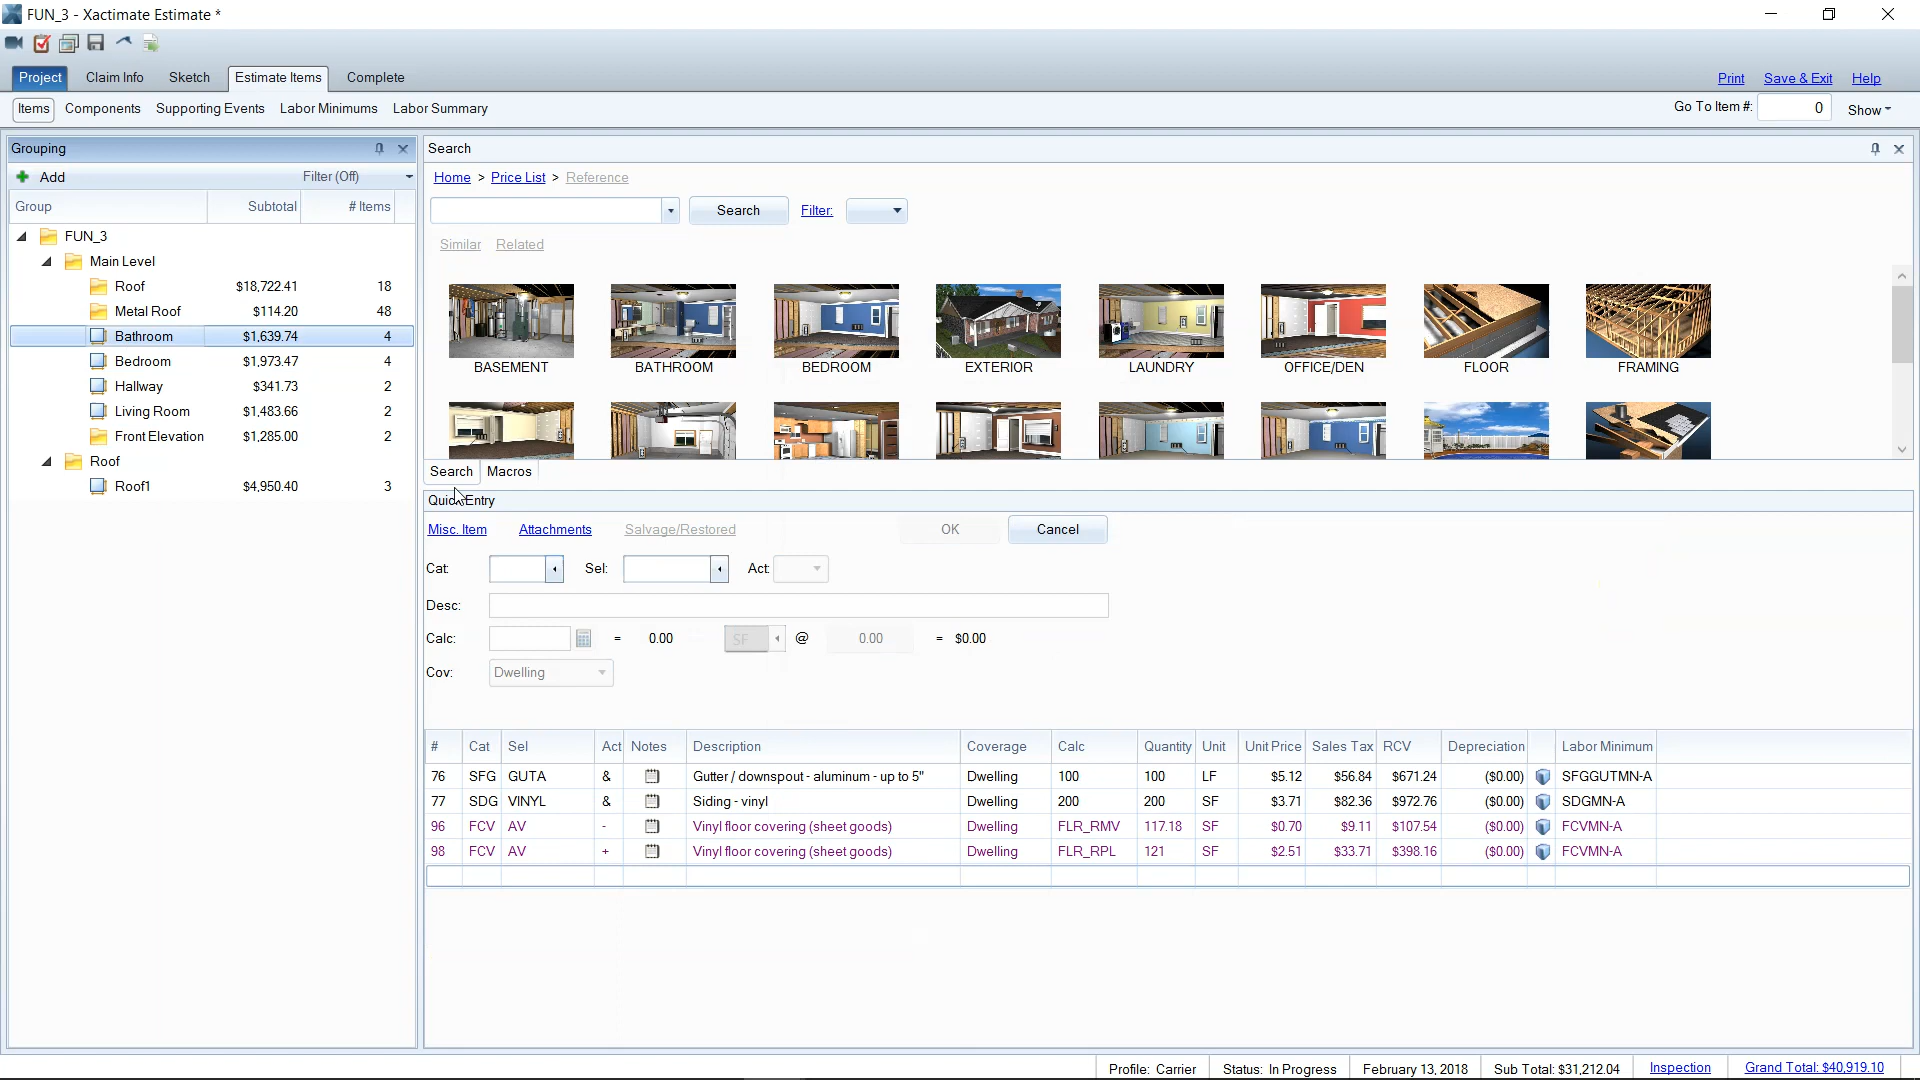 FUN_3 - Xactimate Estimate *
Project Claim Info Sketch Estimate Items Complete Print Save & Exit Help
Items Components Supporting Events Labor Minimums Labor Summary Go To Item #: 0 Show
Grouping
Add Filter (Off)
Group Subtotal # Items
FUN_3
Main Level
Roof $18,722.41 18
Metal Roof $114.20 48
Bathroom $1,639.74 4
Bedroom $1,973.47 4
Hallway $341.73 2
Living Room $1,483.66 2
Front Elevation $1,285.00 2
Roof
Roof1 $4,950.40 3
Search
Home > Price List > Reference
Search Filter:
Similar Related
BASEMENT BATHROOM BEDROOM EXTERIOR LAUNDRY OFFICE/DEN FLOOR FRAMING
Search Macros
Quick Entry
Misc. Item Attachments Salvage/Restored OK Cancel
Cat: Sel: Act:
Desc:
Calc: = 0.00 SF @ 0.00 = $0.00
Cov: Dwelling
# Cat Sel Act Notes Description Coverage Calc Quantity Unit Unit Price Sales Tax RCV Depreciation Labor Minimum
76 SFG GUTA & Gutter / downspout - aluminum - up to 5" Dwelling 100 100 LF $5.12 $56.84 $671.24 ($0.00) SFGGUTMN-A
77 SDG VINYL & Siding - vinyl Dwelling 200 200 SF $3.71 $82.36 $972.76 ($0.00) SDGMN-A
96 FCV AV - Vinyl floor covering (sheet goods) Dwelling FLR_RMV 117.18 SF $0.70 $9.11 $107.54 ($0.00) FCVMN-A
98 FCV AV + Vinyl floor covering (sheet goods) Dwelling FLR_RPL 121 SF $2.51 $33.71 $398.16 ($0.00) FCVMN-A
Profile: Carrier Status: In Progress February 13, 2018 Sub Total: $31,212.04 Inspection Grand Total: $40,919.10